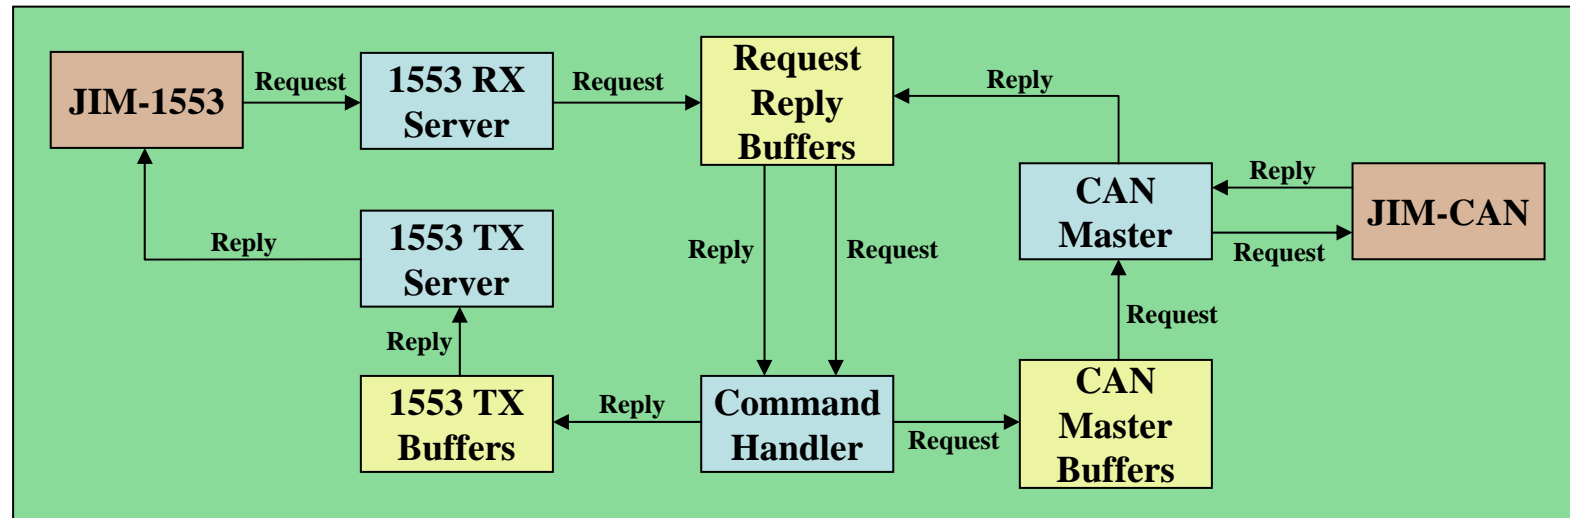 JIM-1553
Request
1553 RX
Server
Request
Request
Reply
Buffers
Reply
CAN
Master
Reply
Request
JIM-CAN
Reply
1553 TX
Server
Reply
Request
Reply
1553 TX
Buffers
Reply
Command
Handler
Request
Request
CAN
Master
Buffers